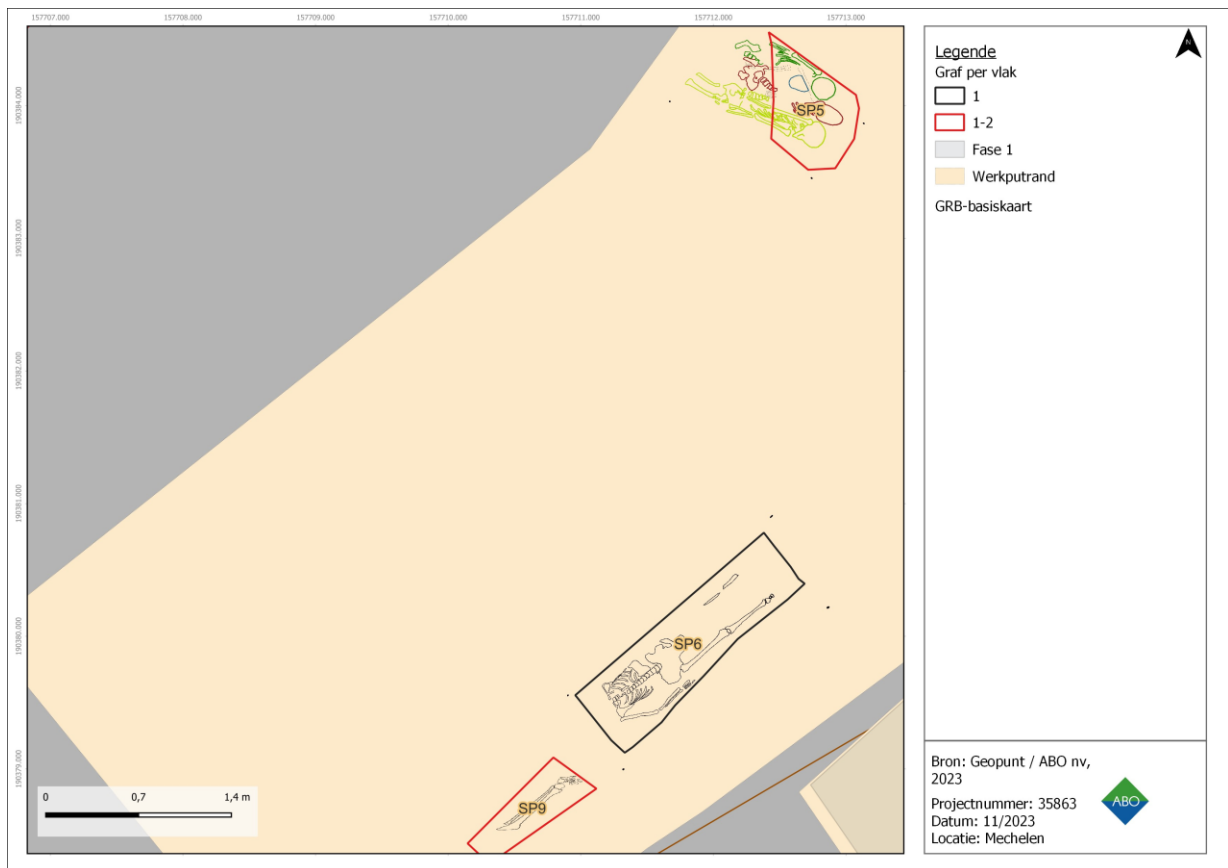 157707.000 157708.000 157709.000 157710.000 157711.000 157712.000 157713.000
190384.000
190383.000
190382.000
190381.000
190380.000
190379.000
SP5
SP6
SP9
0 0,7 1,4 m
N
Legende
Graf per vlak
1
1-2
Fase 1
Werkputrand
GRB-basiskaart
Bron: Geopunt / ABO nv,
2023
Projectnummer: 35863
Datum: 11/2023
Locatie: Mechelen
ABO